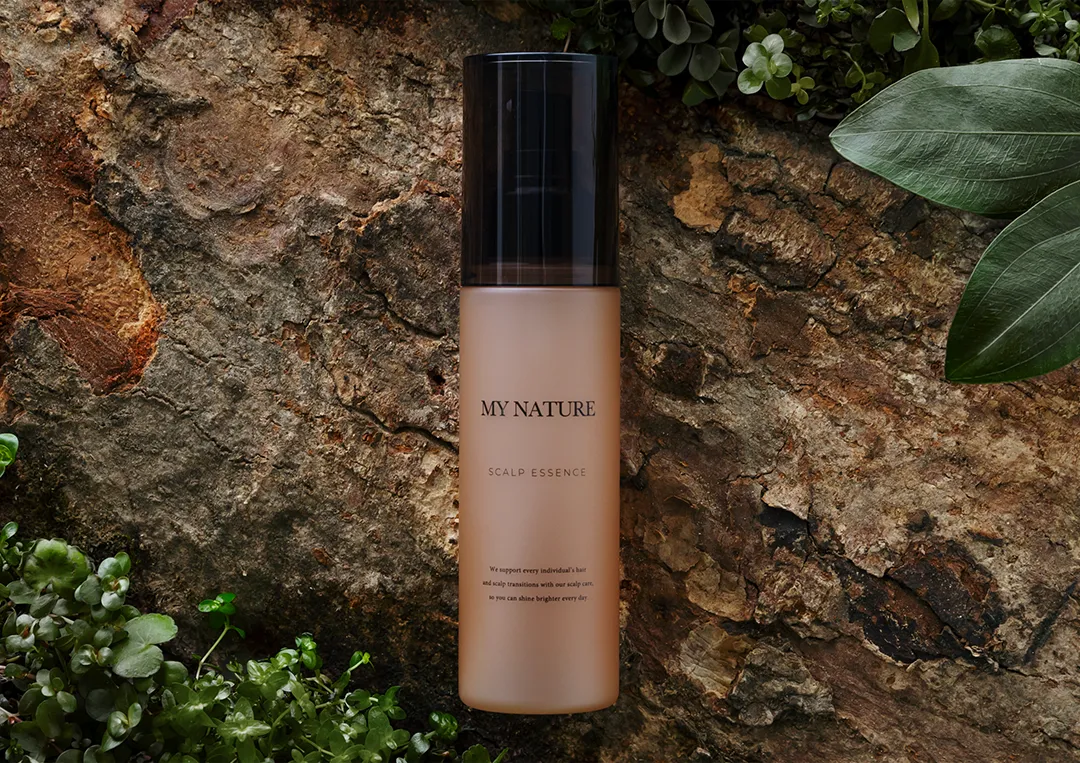 MY NATURE
SCALP ESSENCE
We support every individual's hair
and scalp transitions with our scalp care,
so you can shine brighter every day